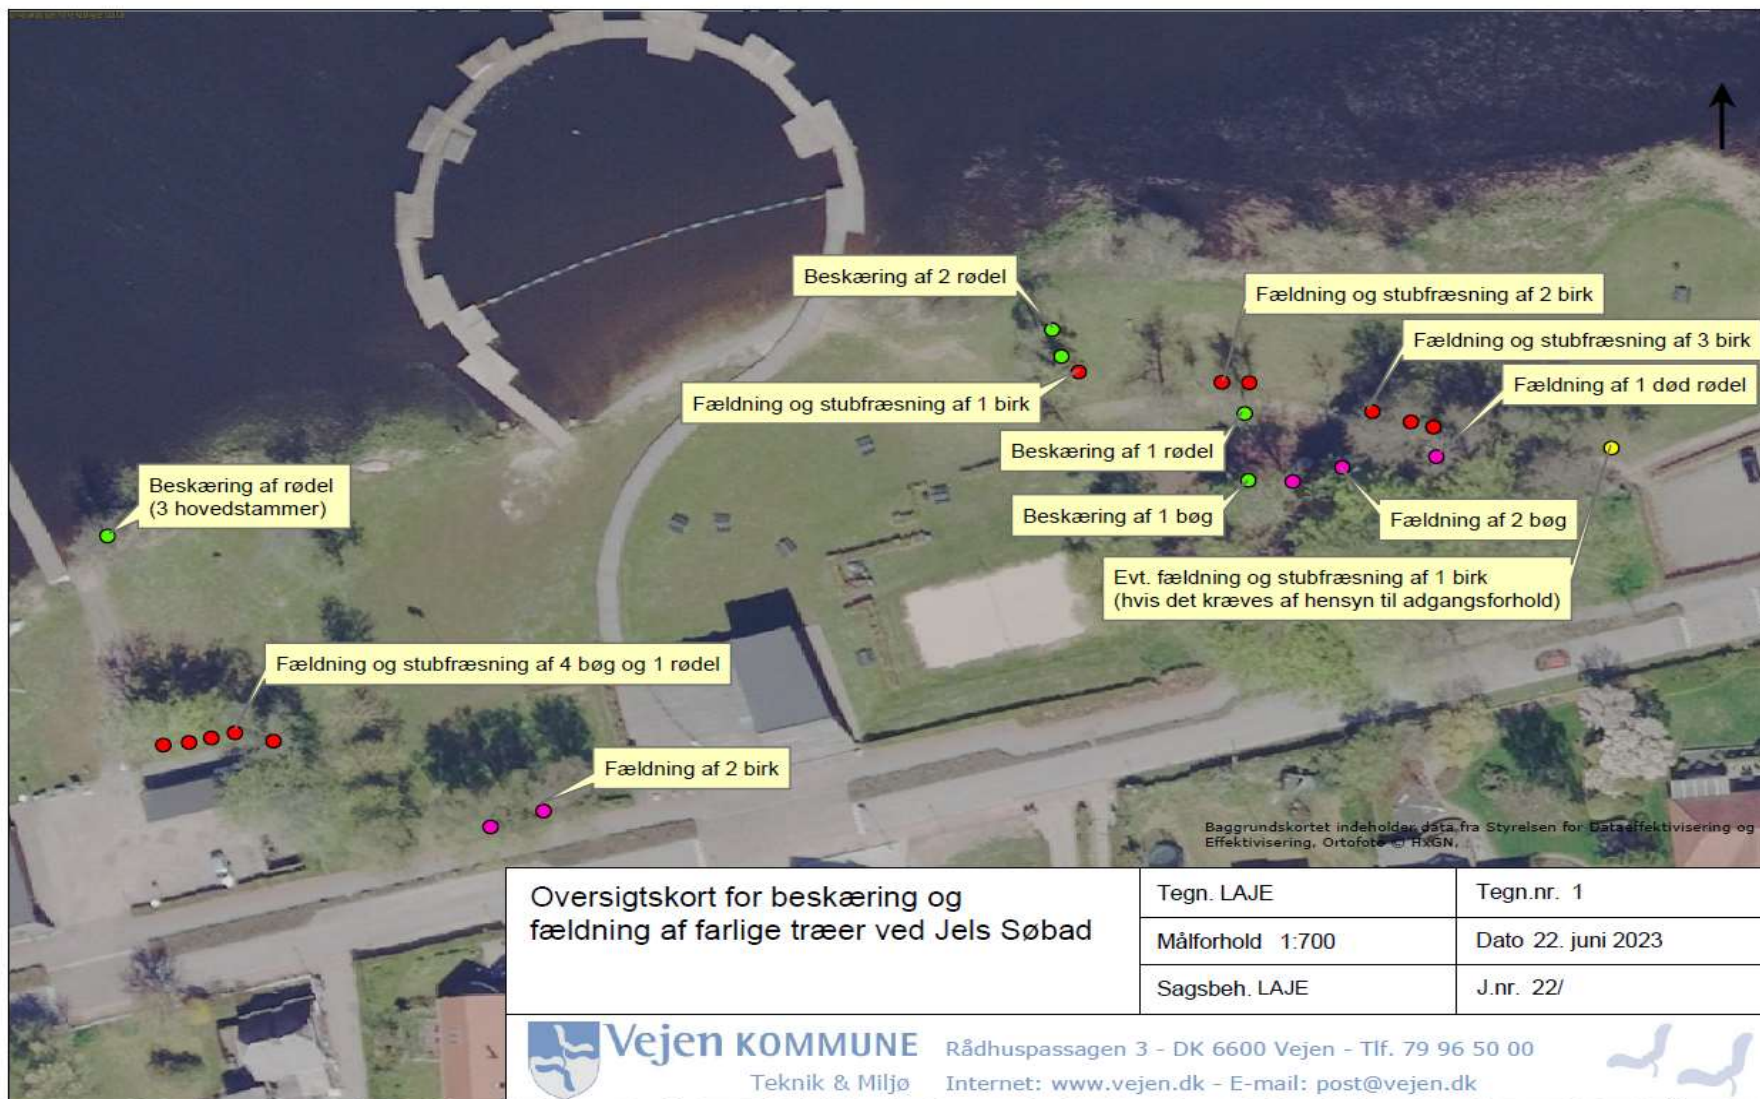 Beskæring af 2 rødel
Fældning og stubfræsning af 2 birk
Fældning og stubfræsning af 3 birk
Fældning af 1 død rødel
Fældning og stubfræsning af 1 birk
Beskæring af 1 rødel
Beskæring af rødel
(3 hovedstammer)
Beskæring af 1 bøg
Fældning af 2 bøg
Evt. fældning og stubfræsning af 1 birk
(hvis det kræves af hensyn til adgangsforhold)
Fældning og stubfræsning af 4 bøg og 1 rødel
Fældning af 2 birk
Baggrundskortet indeholder data fra Styrelsen for Dataeffektivisering og
Effektivisering, Ortofoto © HxGN,
Oversigtskort for beskæring og
fældning af farlige træer ved Jels Søbad
Tegn. LAJE
Tegn.nr. 1
Målforhold 1:700
Dato 22. juni 2023
Sagsbeh. LAJE
J.nr. 22/
Vejen KOMMUNE
Teknik & Miljø
Rådhuspassagen 3 - DK 6600 Vejen - Tlf. 79 96 50 00
Internet: www.vejen.dk - E-mail: post@vejen.dk